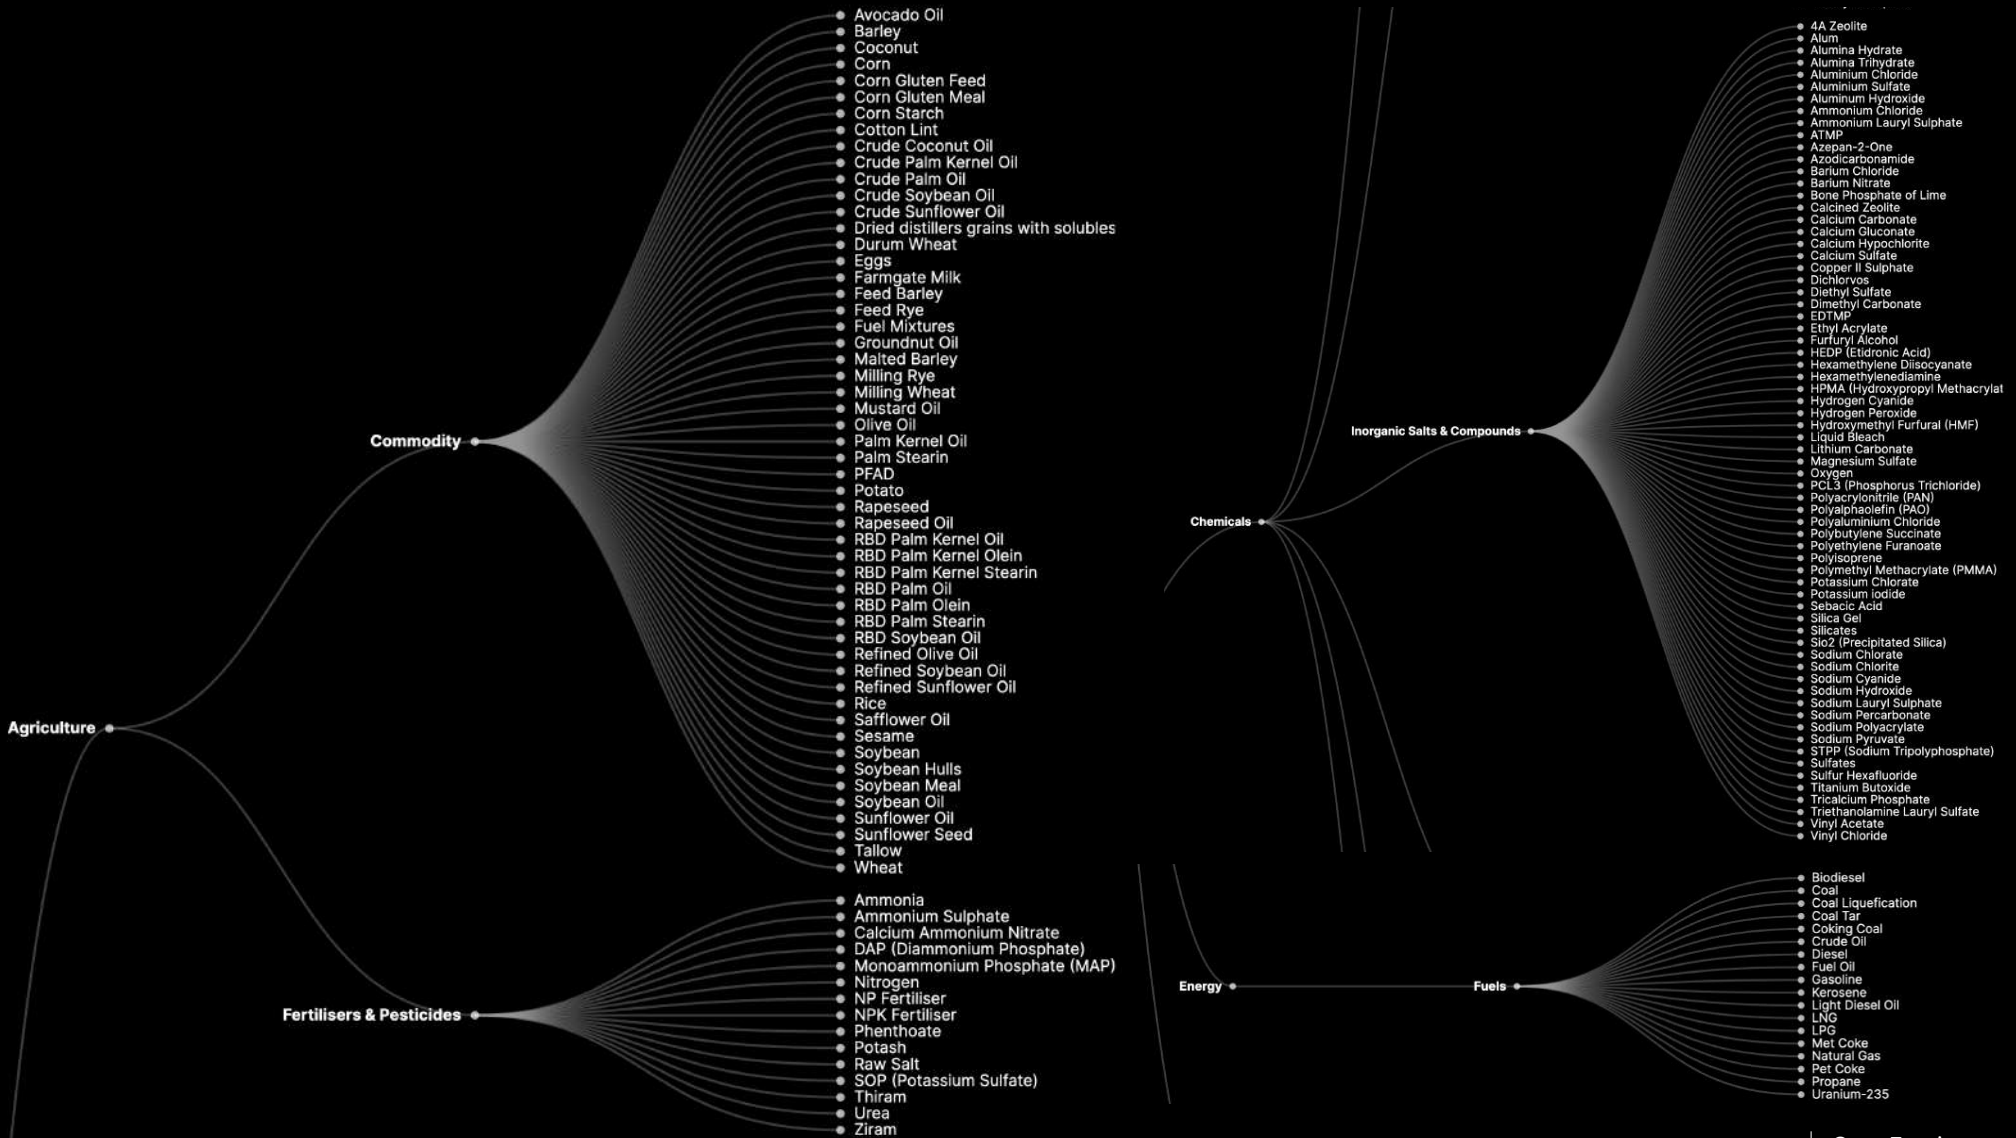 Agriculture
Commodity
Avocado Oil
Barley
Coconut
Corn
Corn Gluten Feed
Corn Gluten Meal
Corn Starch
Cotton Lint
Crude Coconut Oil
Crude Palm Kernel Oil
Crude Palm Oil
Crude Soybean Oil
Crude Sunflower Oil
Dried distillers grains with solubles
Durum Wheat
Eggs
Farmgate Milk
Feed Barley
Feed Rye
Fuel Mixtures
Groundnut Oil
Malted Barley
Milling Rye
Milling Wheat
Mustard Oil
Olive Oil
Palm Kernel Oil
Palm Stearin
PFAD
Potato
Rapeseed
Rapeseed Oil
RBD Palm Kernel Oil
RBD Palm Kernel Olein
RBD Palm Kernel Stearin
RBD Palm Oil
RBD Palm Olein
RBD Palm Stearin
RBD Soybean Oil
Refined Olive Oil
Refined Soybean Oil
Refined Sunflower Oil
Rice
Safflower Oil
Sesame
Soybean
Soybean Hulls
Soybean Meal
Soybean Oil
Sunflower Oil
Sunflower Seed
Tallow
Wheat
Fertilisers & Pesticides
Ammonia
Ammonium Sulphate
Calcium Ammonium Nitrate
DAP (Diammonium Phosphate)
Monoammonium Phosphate (MAP)
Nitrogen
NP Fertiliser
NPK Fertiliser
Phenthoate
Potash
Raw Salt
SOP (Potassium Sulfate)
Thiram
Urea
Ziram
Chemicals
Inorganic Salts & Compounds
4A Zeolite
Alum
Alumina Hydrate
Alumina Trihydrate
Aluminium Chloride
Aluminium Sulfate
Aluminum Hydroxide
Ammonium Chloride
Ammonium Lauryl Sulphate
ATMP
Azepan-2-One
Azodicarbonamide
Barium Chloride
Barium Nitrate
Bone Phosphate of Lime
Calcined Zeolite
Calcium Carbonate
Calcium Gluconate
Calcium Hypochlorite
Calcium Sulfate
Copper II Sulphate
Dichlorvos
Diethyl Sulfate
Dimethyl Carbonate
EDTMP
Ethyl Acrylate
Furfuryl Alcohol
HEDP (Etidronic Acid)
Hexamethylene Diisocyanate
Hexamethylenediamine
HPMA (Hydroxypropyl Methacrylat
Hydrogen Cyanide
Hydrogen Peroxide
Hydroxymethyl Furfural (HMF)
Liquid Bleach
Lithium Carbonate
Magnesium Sulfate
Oxygen
PCL3 (Phosphorus Trichloride)
Polyacrylonitrile (PAN)
Polyalphaolefin (PAO)
Polyaluminium Chloride
Polybutylene Succinate
Polyethylene Furanoate
Polyisoprene
Polymethyl Methacrylate (PMMA)
Potassium Chlorate
Potassium iodide
Sebacic Acid
Silica Gel
Silicates
Sio2 (Precipitated Silica)
Sodium Chlorate
Sodium Chlorite
Sodium Cyanide
Sodium Hydroxide
Sodium Lauryl Sulphate
Sodium Percarbonate
Sodium Polyacrylate
Sodium Pyruvate
STPP (Sodium Tripolyphosphate)
Sulfates
Sulfur Hexafluoride
Titanium Butoxide
Tricalcium Phosphate
Triethanolamine Lauryl Sulfate
Vinyl Acetate
Vinyl Chloride
Energy
Fuels
Biodiesel
Coal
Coal Liquefication
Coal Tar
Coking Coal
Crude Oil
Diesel
Fuel Oil
Gasoline
Kerosene
Light Diesel Oil
LNG
LPG
Met Coke
Natural Gas
Pet Coke
Propane
Uranium-235